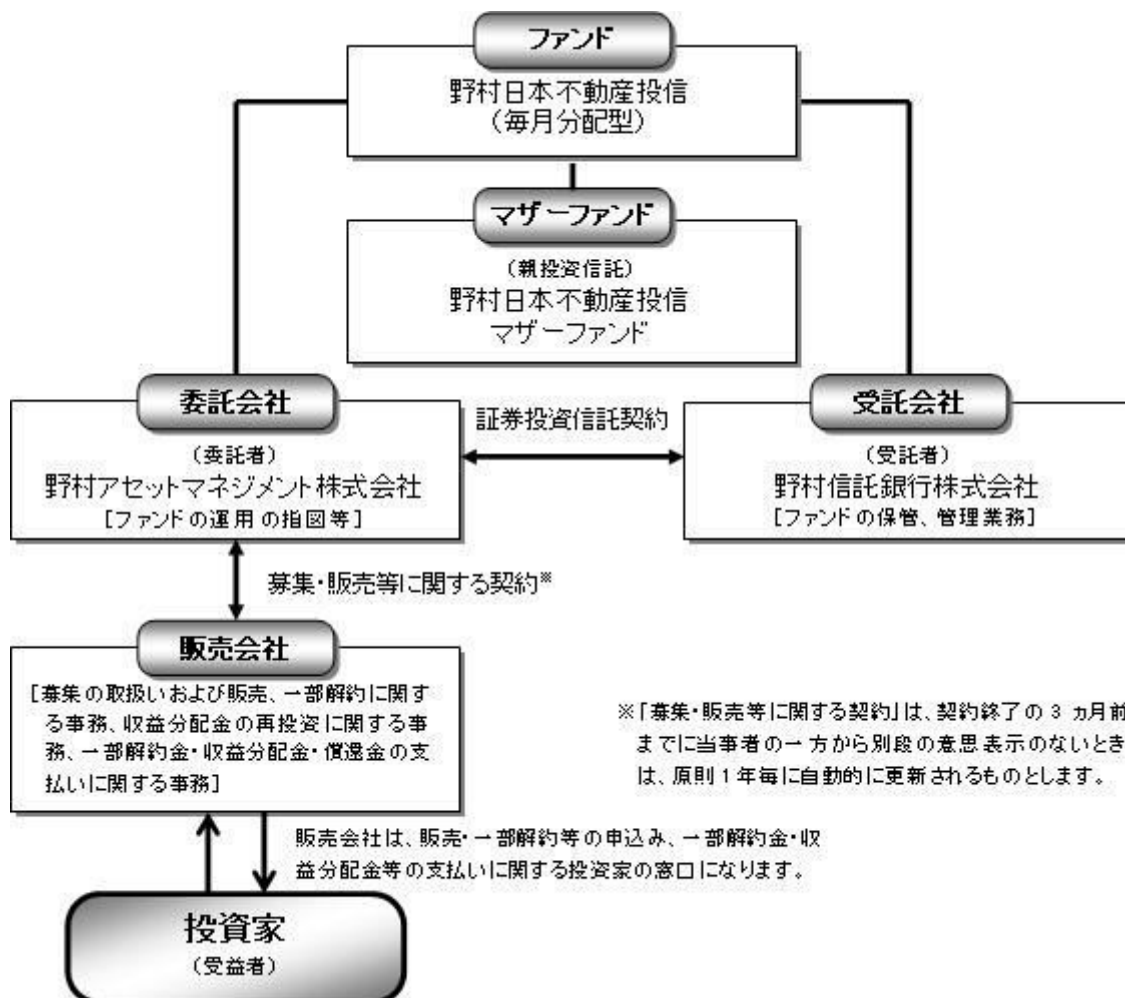 ファンド
野村日本不動産投信
(毎月分配型)
マザーファンド
(親投資信託)
野村日本不動産投信
マザーファンド
委託会社
(委託者)
野村アセットマネジメント株式会社
[ファンドの運用の指図等]
証券投資信託契約
受託会社
(受託者)
野村信託銀行株式会社
[ファンドの保管、管理業務]
募集・販売等に関する契約※
販売会社
[募集の取扱いおよび販売、一部解約に関す
る事務、収益分配金の再投資に関する事
務、一部解約金・収益分配金・償還金の支
払いに関する事務]
※「募集・販売等に関する契約」は、契約終了の3ヵ月前
までに当事者の一方から別段の意思表示のないとき
は、原則1年毎に自動的に更新されるものとします。
販売会社は、販売・一部解約等の申込み、一部解約金・収
益分配金等の支払いに関する投資家の窓口になります。
投資家
(受益者)